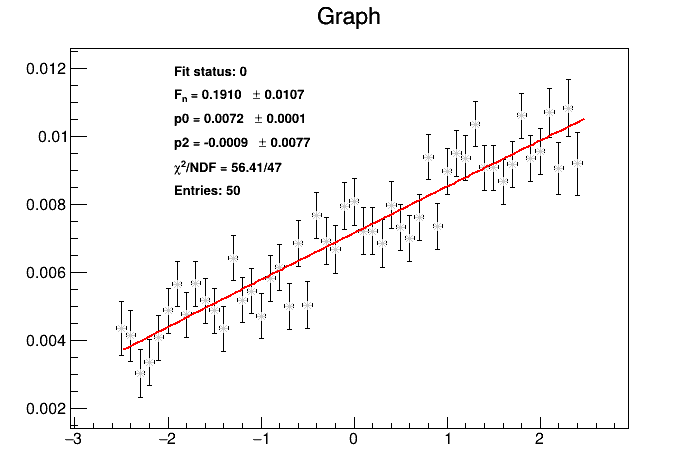 Graph
Fit status: 0
Fn = 0.1910 ± 0.0107
p0 = 0.0072 ± 0.0001
p2 = -0.0009 ± 0.0077
χ²/NDF = 56.41/47
Entries: 50
0.012
0.01
0.008
0.006
0.004
0.002
−3 −2 −1 0 1 2